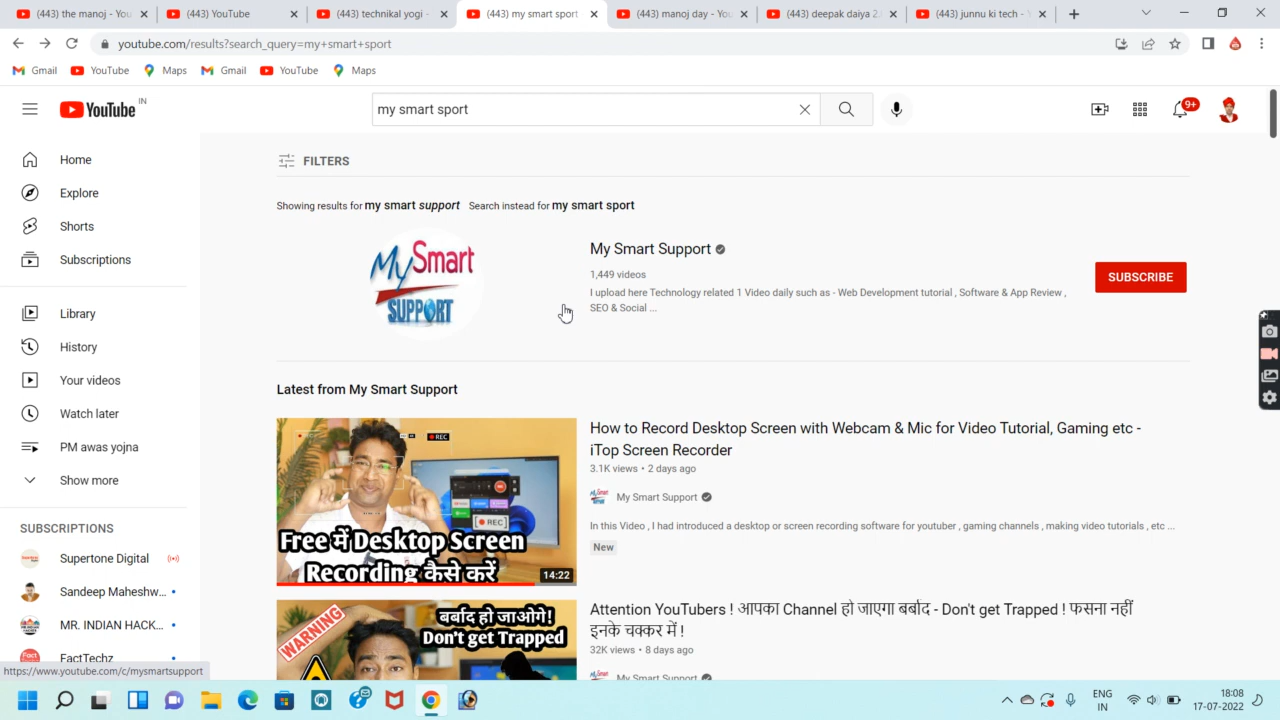 (443) the manoj - You
(443) YouTube
(443) technikal yogi -
(443) my smart sport
(443) manoj day - You
(443) deepak daiya 2.
(443) junnu ki tech - 
youtube.com/results?search_query=my+smart+sport
Gmail YouTube Maps Gmail YouTube Maps
YouTube IN
my smart sport
9+
Home
Explore
Shorts
Subscriptions
Library
History
Your videos
Watch later
PM awas yojna
Show more
SUBSCRIPTIONS
Supertone Digital
Sandeep Maheshw...
MR. INDIAN HACK...
FactTechz
https://www.youtube.com/c/mysmartsupport
FILTERS
Showing results for my smart support Search instead for my smart sport
My Smart SUPPORT
My Smart Support
1,449 videos
I upload here Technology related 1 Video daily such as - Web Development tutorial , Software & App Review ,
SEO & Social ...
SUBSCRIBE
Latest from My Smart Support
REC
REC
Free में Desktop Screen
Recording कैसे करें
14:22
How to Record Desktop Screen with Webcam & Mic for Video Tutorial, Gaming etc -
iTop Screen Recorder
3.1K views • 2 days ago
My Smart Support
In this Video , I had introduced a desktop or screen recording software for youtuber , gaming channels , making video tutorials , etc ...
New
WARNING
बर्बाद हो जाओगे!
Don't get Trapped
Attention YouTubers ! आपका Channel हो जाएगा बर्बाद - Don't get Trapped ! फसना नहीं
इनके चक्कर में !
32K views • 8 days ago
My Smart Support
ENG
IN
18:08
17-07-2022